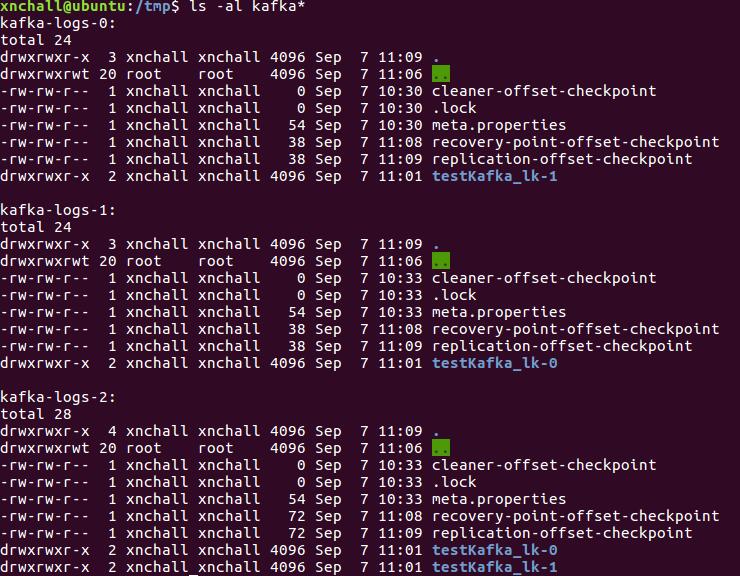 xnchall@ubuntu:/tmp$ ls -al kafka*
kafka-logs-0:
total 24
drwxrwxr-x  3 xnchall xnchall 4096 Sep  7 11:09 .
drwxrwxrwt 20 root    root    4096 Sep  7 11:06 ..
-rw-rw-r--  1 xnchall xnchall    0 Sep  7 10:30 cleaner-offset-checkpoint
-rw-rw-r--  1 xnchall xnchall    0 Sep  7 10:30 .lock
-rw-rw-r--  1 xnchall xnchall   54 Sep  7 10:30 meta.properties
-rw-rw-r--  1 xnchall xnchall   38 Sep  7 11:08 recovery-point-offset-checkpoint
-rw-rw-r--  1 xnchall xnchall   38 Sep  7 11:09 replication-offset-checkpoint
drwxrwxr-x  2 xnchall xnchall 4096 Sep  7 11:01 testKafka_lk-1

kafka-logs-1:
total 24
drwxrwxr-x  3 xnchall xnchall 4096 Sep  7 11:09 .
drwxrwxrwt 20 root    root    4096 Sep  7 11:06 ..
-rw-rw-r--  1 xnchall xnchall    0 Sep  7 10:33 cleaner-offset-checkpoint
-rw-rw-r--  1 xnchall xnchall    0 Sep  7 10:33 .lock
-rw-rw-r--  1 xnchall xnchall   54 Sep  7 10:33 meta.properties
-rw-rw-r--  1 xnchall xnchall   38 Sep  7 11:08 recovery-point-offset-checkpoint
-rw-rw-r--  1 xnchall xnchall   38 Sep  7 11:09 replication-offset-checkpoint
drwxrwxr-x  2 xnchall xnchall 4096 Sep  7 11:01 testKafka_lk-0

kafka-logs-2:
total 28
drwxrwxr-x  4 xnchall xnchall 4096 Sep  7 11:09 .
drwxrwxrwt 20 root    root    4096 Sep  7 11:06 ..
-rw-rw-r--  1 xnchall xnchall    0 Sep  7 10:33 cleaner-offset-checkpoint
-rw-rw-r--  1 xnchall xnchall    0 Sep  7 10:33 .lock
-rw-rw-r--  1 xnchall xnchall   54 Sep  7 10:33 meta.properties
-rw-rw-r--  1 xnchall xnchall   72 Sep  7 11:08 recovery-point-offset-checkpoint
-rw-rw-r--  1 xnchall xnchall   72 Sep  7 11:09 replication-offset-checkpoint
drwxrwxr-x  2 xnchall xnchall 4096 Sep  7 11:01 testKafka_lk-0
drwxrwxr-x  2 xnchall xnchall 4096 Sep  7 11:01 testKafka_lk-1